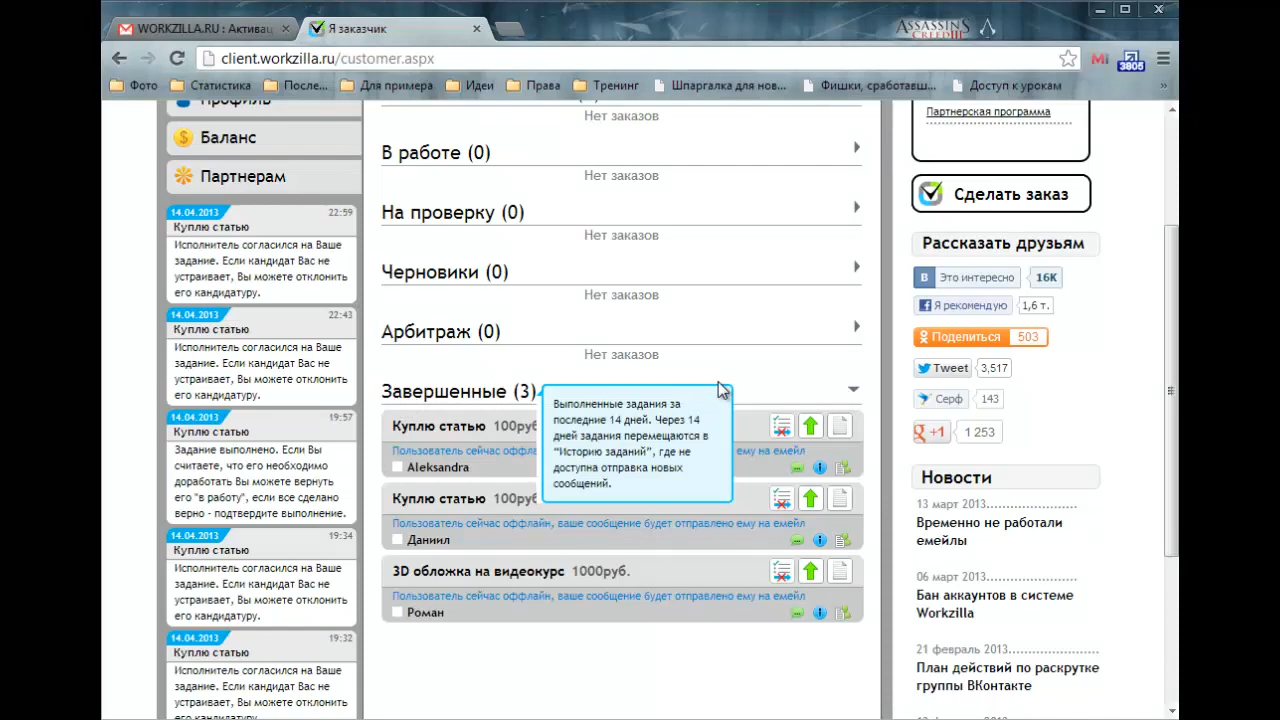 WORKZILLA.RU : Активац
Я заказчик
ASSASSINS
CREED III
client.workzilla.ru/customer.aspx
3805
Фото
Статистика
После...
Для примера
Идеи
Права
Тренинг
Шпаргалка для нов...
Фишки, сработавш...
Доступ к урокам
»
Профиль
Баланс
Партнерам
14.04.2013
22:59
Куплю статью
Исполнитель согласился на Ваше
задание. Если кандидат Вас не
устраивает, Вы можете отклонить
его кандидатуру.
14.04.2013
22:43
Куплю статью
Исполнитель согласился на Ваше
задание. Если кандидат Вас не
устраивает, Вы можете отклонить
его кандидатуру.
14.04.2013
19:57
Куплю статью
Задание выполнено. Если Вы
считаете, что его необходимо
доработать Вы можете вернуть
его "в работу", если все сделано
верно - подтвердите выполнение.
14.04.2013
19:34
Куплю статью
Исполнитель согласился на Ваше
задание. Если кандидат Вас не
устраивает, Вы можете отклонить
его кандидатуру.
14.04.2013
19:32
Куплю статью
Исполнитель согласился на Ваше
задание. Если кандидат Вас не
устраивает, Вы можете отклонить
Нет заказов
В работе (0)
Нет заказов
На проверку (0)
Нет заказов
Черновики (0)
Нет заказов
Арбитраж (0)
Нет заказов
Завершенные (3)
Выполненные задания за
последние 14 дней. Через 14
дней задания перемещаются в
"Историю заданий", где не
доступна отправка новых
сообщений.
Куплю статью 100руб
Пользователь сейчас оффла
ему на емейл
Aleksandra
Куплю статью 100руб
Пользователь сейчас оффлайн, ваше сообщение будет отправлено ему на емейл
Даниил
3D обложка на видеокурс 1000руб.
Пользователь сейчас оффлайн, ваше сообщение будет отправлено ему на емейл
Роман
Партнерская программа
Сделать заказ
Рассказать друзьям
В Это интересно 16K
Я рекомендую 1,6 т.
Поделиться 503
Tweet 3,517
Серф 143
g +1 1 253
Новости
13 март 2013
Временно не работали
емейлы
06 март 2013
Бан аккаунтов в системе
Workzilla
21 февраль 2013
План действий по раскрутке
группы ВКонтакте